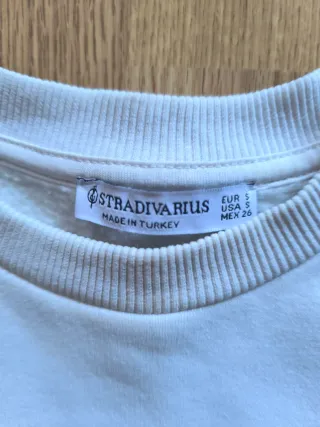 STRADIVARIUS
MADE IN TURKEY
EUR S
USA S
MEX 26